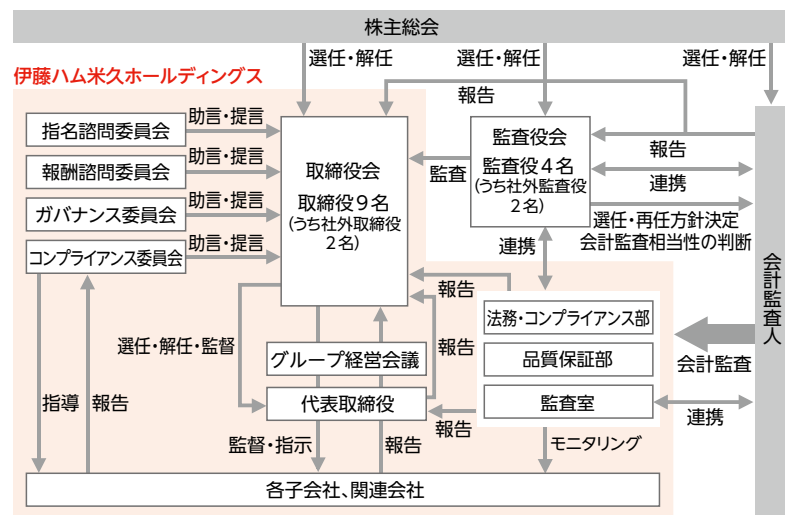 株主総会
選任・解任
選任・解任
選任・解任
伊藤ハム米久ホールディングス
報告
指名諮問委員会
助言・提言
報酬諮問委員会
助言・提言
ガバナンス委員会
助言・提言
コンプライアンス委員会
助言・提言
取締役会
取締役９名
(うち社外取締役
２名)
監査
監査役会
監査役４名
(うち社外監査役
２名)
報告
連携
選任・再任方針決定
会計監査相当性の判断
会計監査人
連携
報告
選任・解任・監督
グループ経営会議
報告
法務・コンプライアンス部
品質保証部
監査室
会計監査
代表取締役
報告
連携
指導
報告
監督・指示
報告
モニタリング
各子会社、関連会社